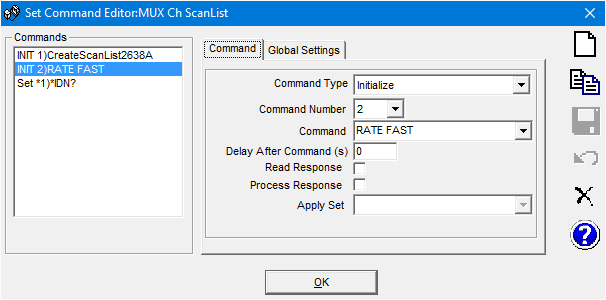 Set Command Editor:MUX Ch ScanList
Commands
INIT 1)CreateScanList2638A
INIT 2)RATE FAST
Set *1)*IDN?
Command
Global Settings
Command Type
Initialize
Command Number
2
Command
RATE FAST
Delay After Command (s)
0
Read Response
Process Response
Apply Set
OK